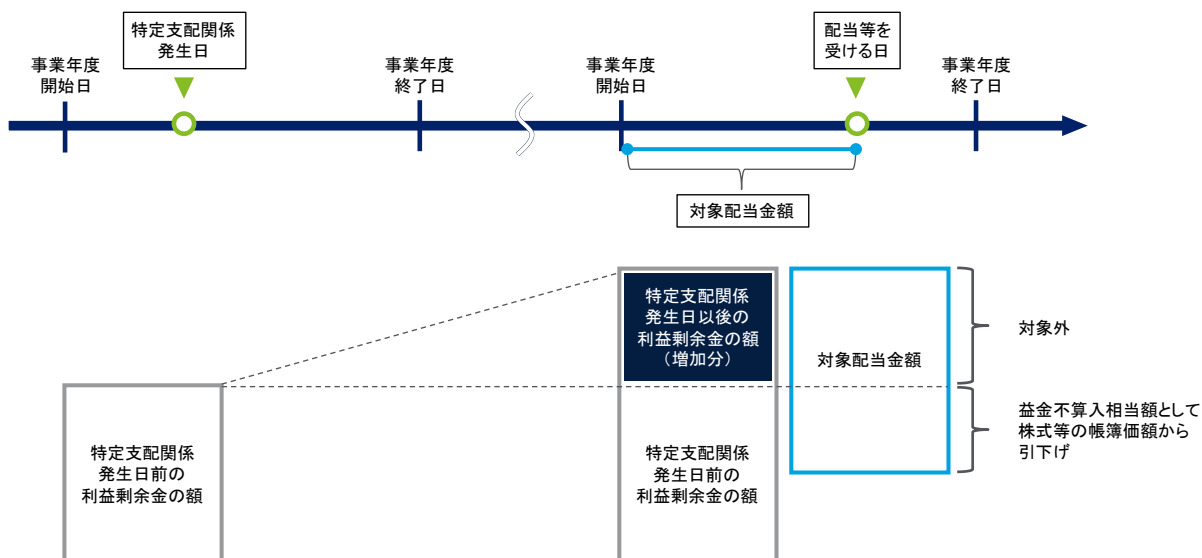 特定支配関係
発生日
配当等を
受ける日
事業年度
開始日
事業年度
終了日
事業年度
開始日
事業年度
終了日
対象配当金額
特定支配関係
発生日以後の
利益剰余金の額
（増加分）
対象配当金額
対象外
特定支配関係
発生日前の
利益剰余金の額
特定支配関係
発生日前の
利益剰余金の額
益金不算入相当額として
株式等の帳簿価額から
引下げ